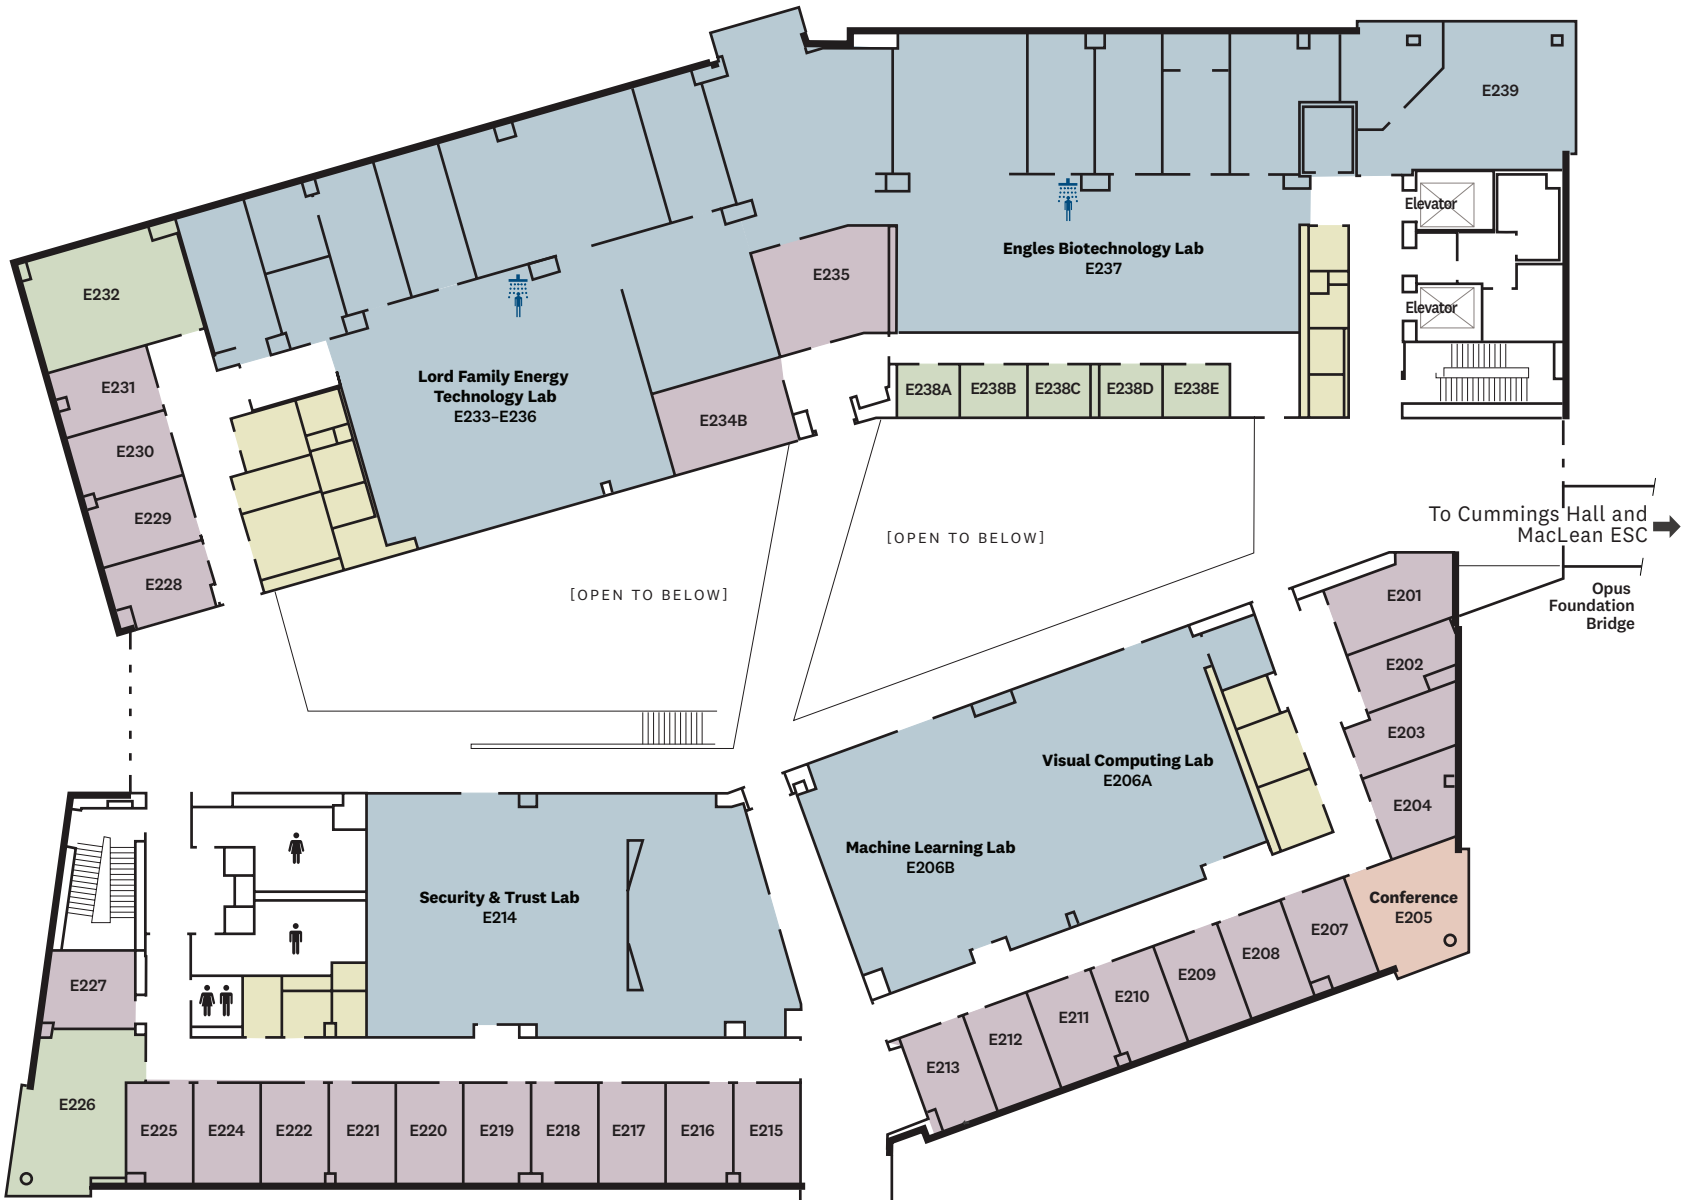 E239
Elevator
E232
E235
Engles Biotechnology Lab
E237
Elevator
E231
Lord Family Energy
Technology Lab
E233–E236
E238A
E238B
E238C
E238D
E238E
E234B
E230
E229
[OPEN TO BELOW]
To Cummings Hall and
MacLean ESC
E228
[OPEN TO BELOW]
E201
Opus
Foundation
Bridge
E202
E203
Visual Computing Lab
E206A
E204
Machine Learning Lab
E206B
Security & Trust Lab
E214
Conference
E205
E207
E208
E209
E227
E210
E211
E212
E213
E226
E225
E224
E222
E221
E220
E219
E218
E217
E216
E215